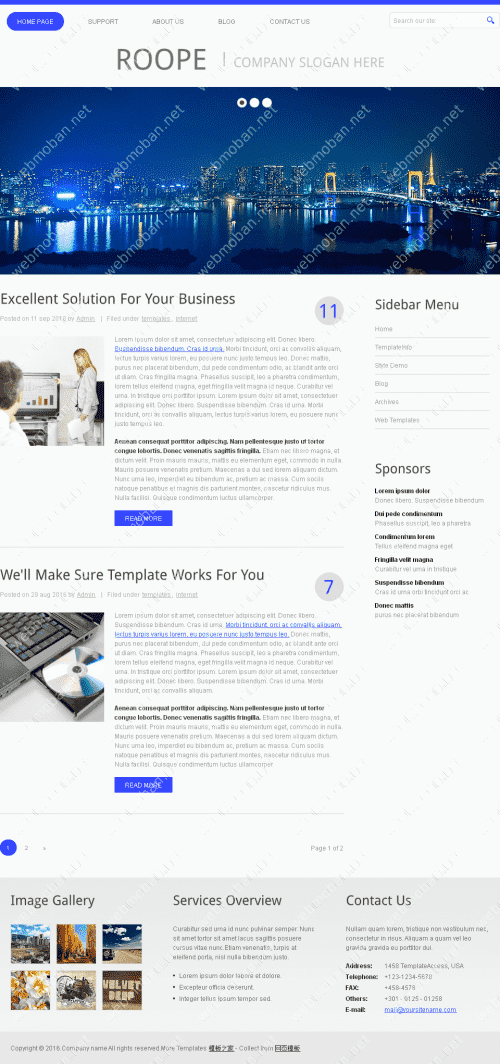 HOME PAGE
SUPPORT
ABOUT US
BLOG
CONTACT US
Search our site:
ROOPE | COMPANY SLOGAN HERE
webmoban.net
Excellent Solution For Your Business
11
Posted on 11 sep 2016 by Admin | Filed under templates, internet
Lorem ipsum dolor sit amet, consectetuer adipiscing elit. Donec libero.
Suspendisse bibendum. Cras id urna. Morbi tincidunt, orci ac convallis aliquam,
lectus turpis varius lorem, eu posuere nunc justo tempus leo. Donec mattis,
purus nec placerat bibendum, dui pede condimentum odio, ac blandit ante orci
ut diam. Cras fringilla magna. Phasellus suscipit, leo a pharetra condimentum,
lorem tellus eleifend magna, eget fringilla velit magna id neque. Curabitur vel
urna. In tristique orci porttitor ipsum. Lorem ipsum dolor sit amet, consectetuer
adipiscing elit. Donec libero. Suspendisse bibendum. Cras id urna. Morbi
tincidunt, orci ac convallis aliquam, lectus turpis varius lorem, eu posuere nunc
justo tempus leo.
Aenean consequat porttitor adipiscing. Nam pellentesque justo ut tortor
congue lobortis. Donec venenatis sagittis fringilla. Etiam nec libero magna, et
dictum velit. Proin mauris mauris, mattis eu elementum eget, commodo in nulla.
Mauris posuere venenatis pretium. Maecenas a dui sed lorem aliquam dictum.
Nunc urna leo, imperdiet eu bibendum ac, pretium ac massa. Cum sociis
natoque penatibus et magnis dis parturient montes, nascetur ridiculus mus.
Nulla facilisi. Quisque condimentum luctus ullamcorper.
READ MORE
We'll Make Sure Template Works For You
7
Posted on 29 aug 2016 by Admin | Filed under templates, internet
Lorem ipsum dolor sit amet, consectetuer adipiscing elit. Donec libero.
Suspendisse bibendum. Cras id urna. Morbi tincidunt, orci ac convallis aliquam,
lectus turpis varius lorem, eu posuere nunc justo tempus leo. Donec mattis,
purus nec placerat bibendum, dui pede condimentum odio, ac blandit ante orci
ut diam. Cras fringilla magna. Phasellus suscipit, leo a pharetra condimentum,
lorem tellus eleifend magna, eget fringilla velit magna id neque. Curabitur vel
urna. In tristique orci porttitor ipsum. Lorem ipsum dolor sit amet, consectetuer
adipiscing elit. Donec libero. Suspendisse bibendum. Cras id urna. Morbi
tincidunt, orci ac convallis aliquam.
Aenean consequat porttitor adipiscing. Nam pellentesque justo ut tortor
congue lobortis. Donec venenatis sagittis fringilla. Etiam nec libero magna, et
dictum velit. Proin mauris mauris, mattis eu elementum eget, commodo in nulla.
Mauris posuere venenatis pretium. Maecenas a dui sed lorem aliquam dictum.
Nunc urna leo, imperdiet eu bibendum ac, pretium ac massa. Cum sociis
natoque penatibus et magnis dis parturient montes, nascetur ridiculus mus.
Nulla facilisi. Quisque condimentum luctus ullamcorper.
READ MORE
1 2 »
Page 1 of 2
Sidebar Menu
Home
TemplateInfo
Style Demo
Blog
Archives
Web Templates
Sponsors
Lorem ipsum dolor
Donec libero. Suspendisse bibendum
Dui pede condimentum
Phasellus suscipit, leo a pharetra
Condimentum lorem
Tellus eleifend magna eget
Fringilla velit magna
Curabitur vel urna in tristique
Suspendisse bibendum
Cras id urna orbi tincidunt orci ac
Donec mattis
purus nec placerat bibendum
Image Gallery
VELVET
Services Overview
Curabitur sed urna id nunc pulvinar semper. Nunc
sit amet tortor sit amet lacus sagittis posuere
cursus vitae nunc.Etiam venenatis, turpis at
eleifend porta, nisl nulla bibendum justo.
• Lorem ipsum dolor labore et dolore.
• Excepteur officia deserunt.
• Integer tellus ipsum tempor sed.
Contact Us
Nullam quam lorem, tristique non vestibulum nec,
consectetur in risus. Aliquam a quam vel leo
gravida gravida eu porttitor dui.
Address: 1458 TemplateAccess, USA
Telephone: +123-1234-5678
FAX: +458-4578
Others: +301 - 0125 - 01258
E-mail: mail@yoursitename.com
Copyright © 2016.Company name All rights reserved.More Templates 模板之家 - Collect from 网页模板